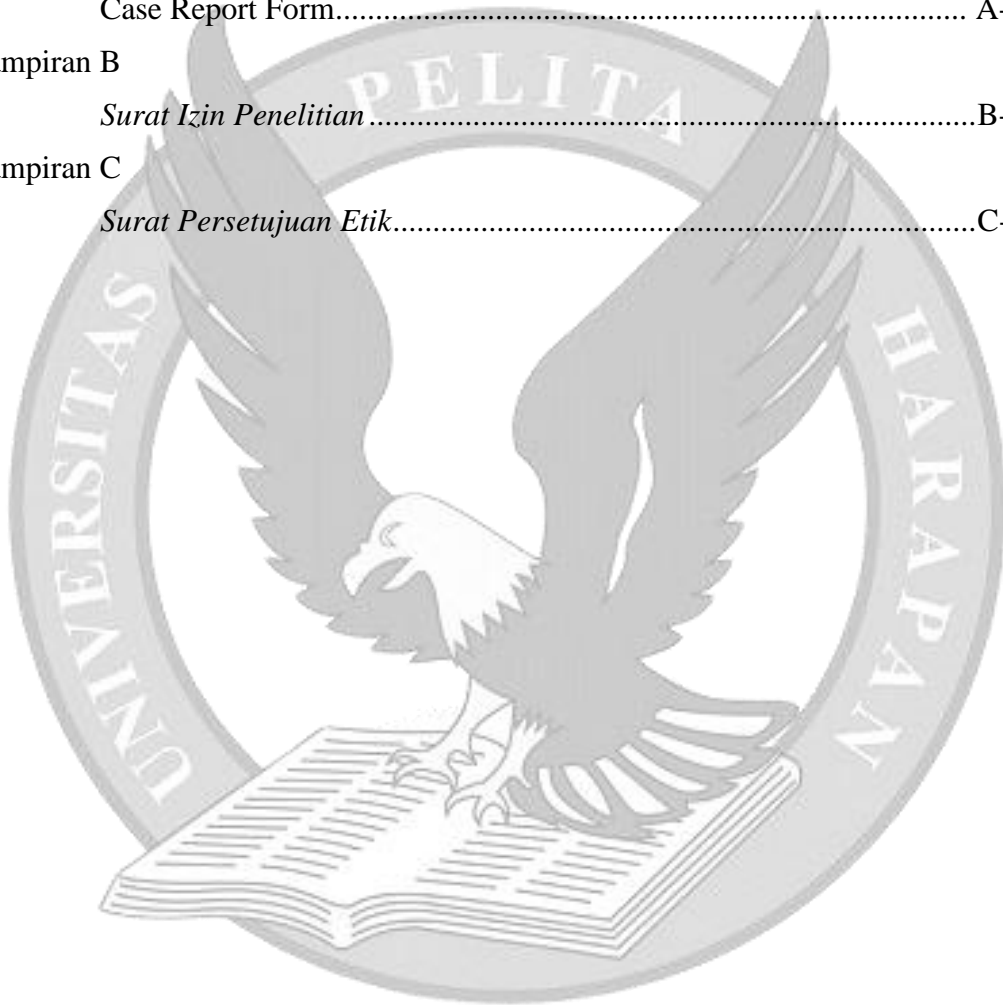 Case Report Form.......................................................................... A-
mpiran B
Surat Izin Penelitian..........................................................................B-
mpiran C
Surat Persetujuan Etik.......................................................................C-
UNIVERSITAS PELITA HARAPAN